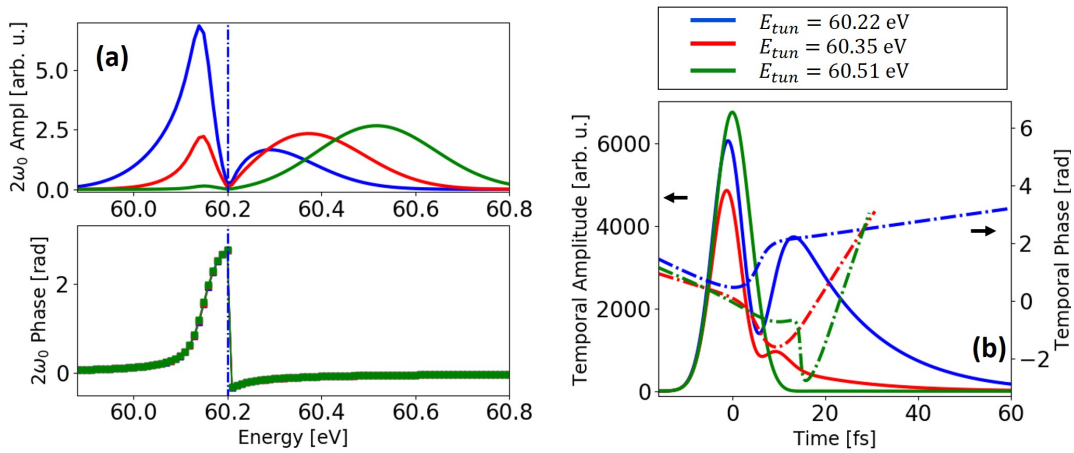 (a)
2ω₀ Ampl [arb. u.]
5.0
2.5
0.0
60.0 60.2 60.4 60.6 60.8
2ω₀ Phase [rad]
2
0
60.0 60.2 60.4 60.6 60.8
Energy [eV]
E_tun = 60.22 eV
E_tun = 60.35 eV
E_tun = 60.51 eV
Temporal Amplitude [arb. u.]
6000
4000
2000
0
6
4
2
0
−2
Temporal Phase [rad]
(b)
0 20 40 60
Time [fs]